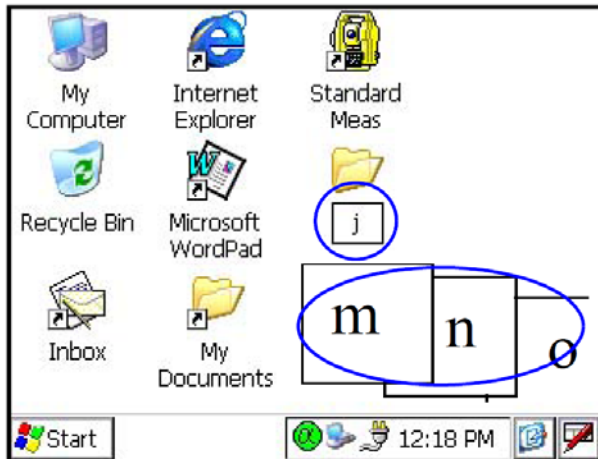 My Computer
Internet Explorer
Standard Meas
Recycle Bin
Microsoft WordPad
j
Inbox
My Documents
m n o
Start
12:18 PM